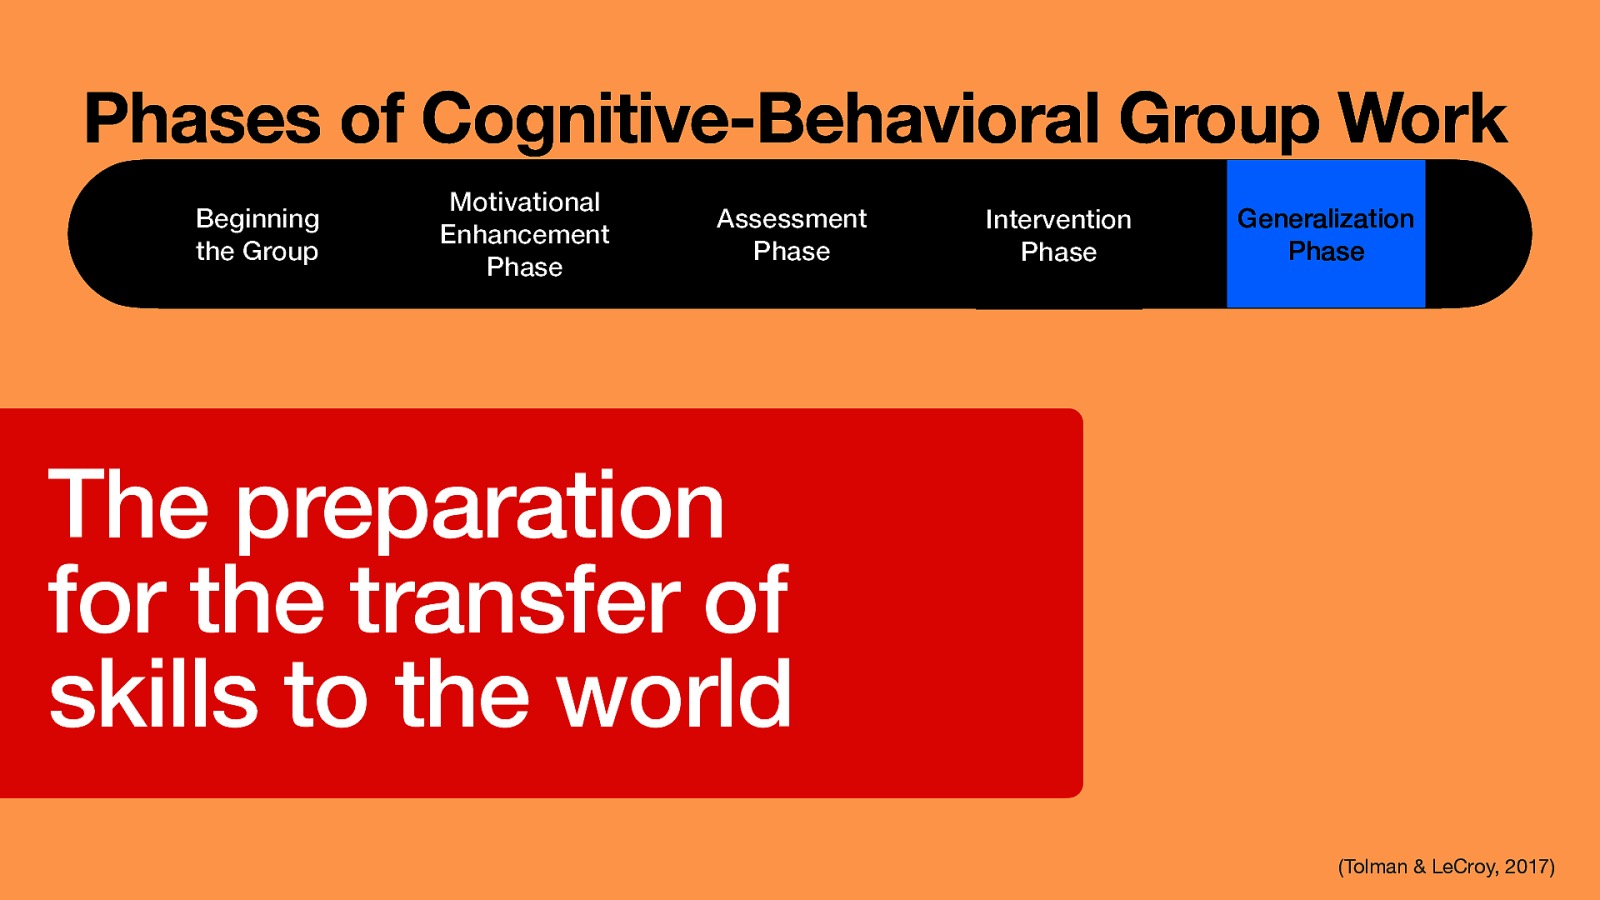 Phases of Cognitive-Behavioral Group Work
Beginning
the Group
Motivational
Enhancement
Phase
Assessment
Phase
Intervention
Phase
Generalization
Phase
The preparation
for the transfer of
skills to the world
(Tolman & LeCroy, 2017)